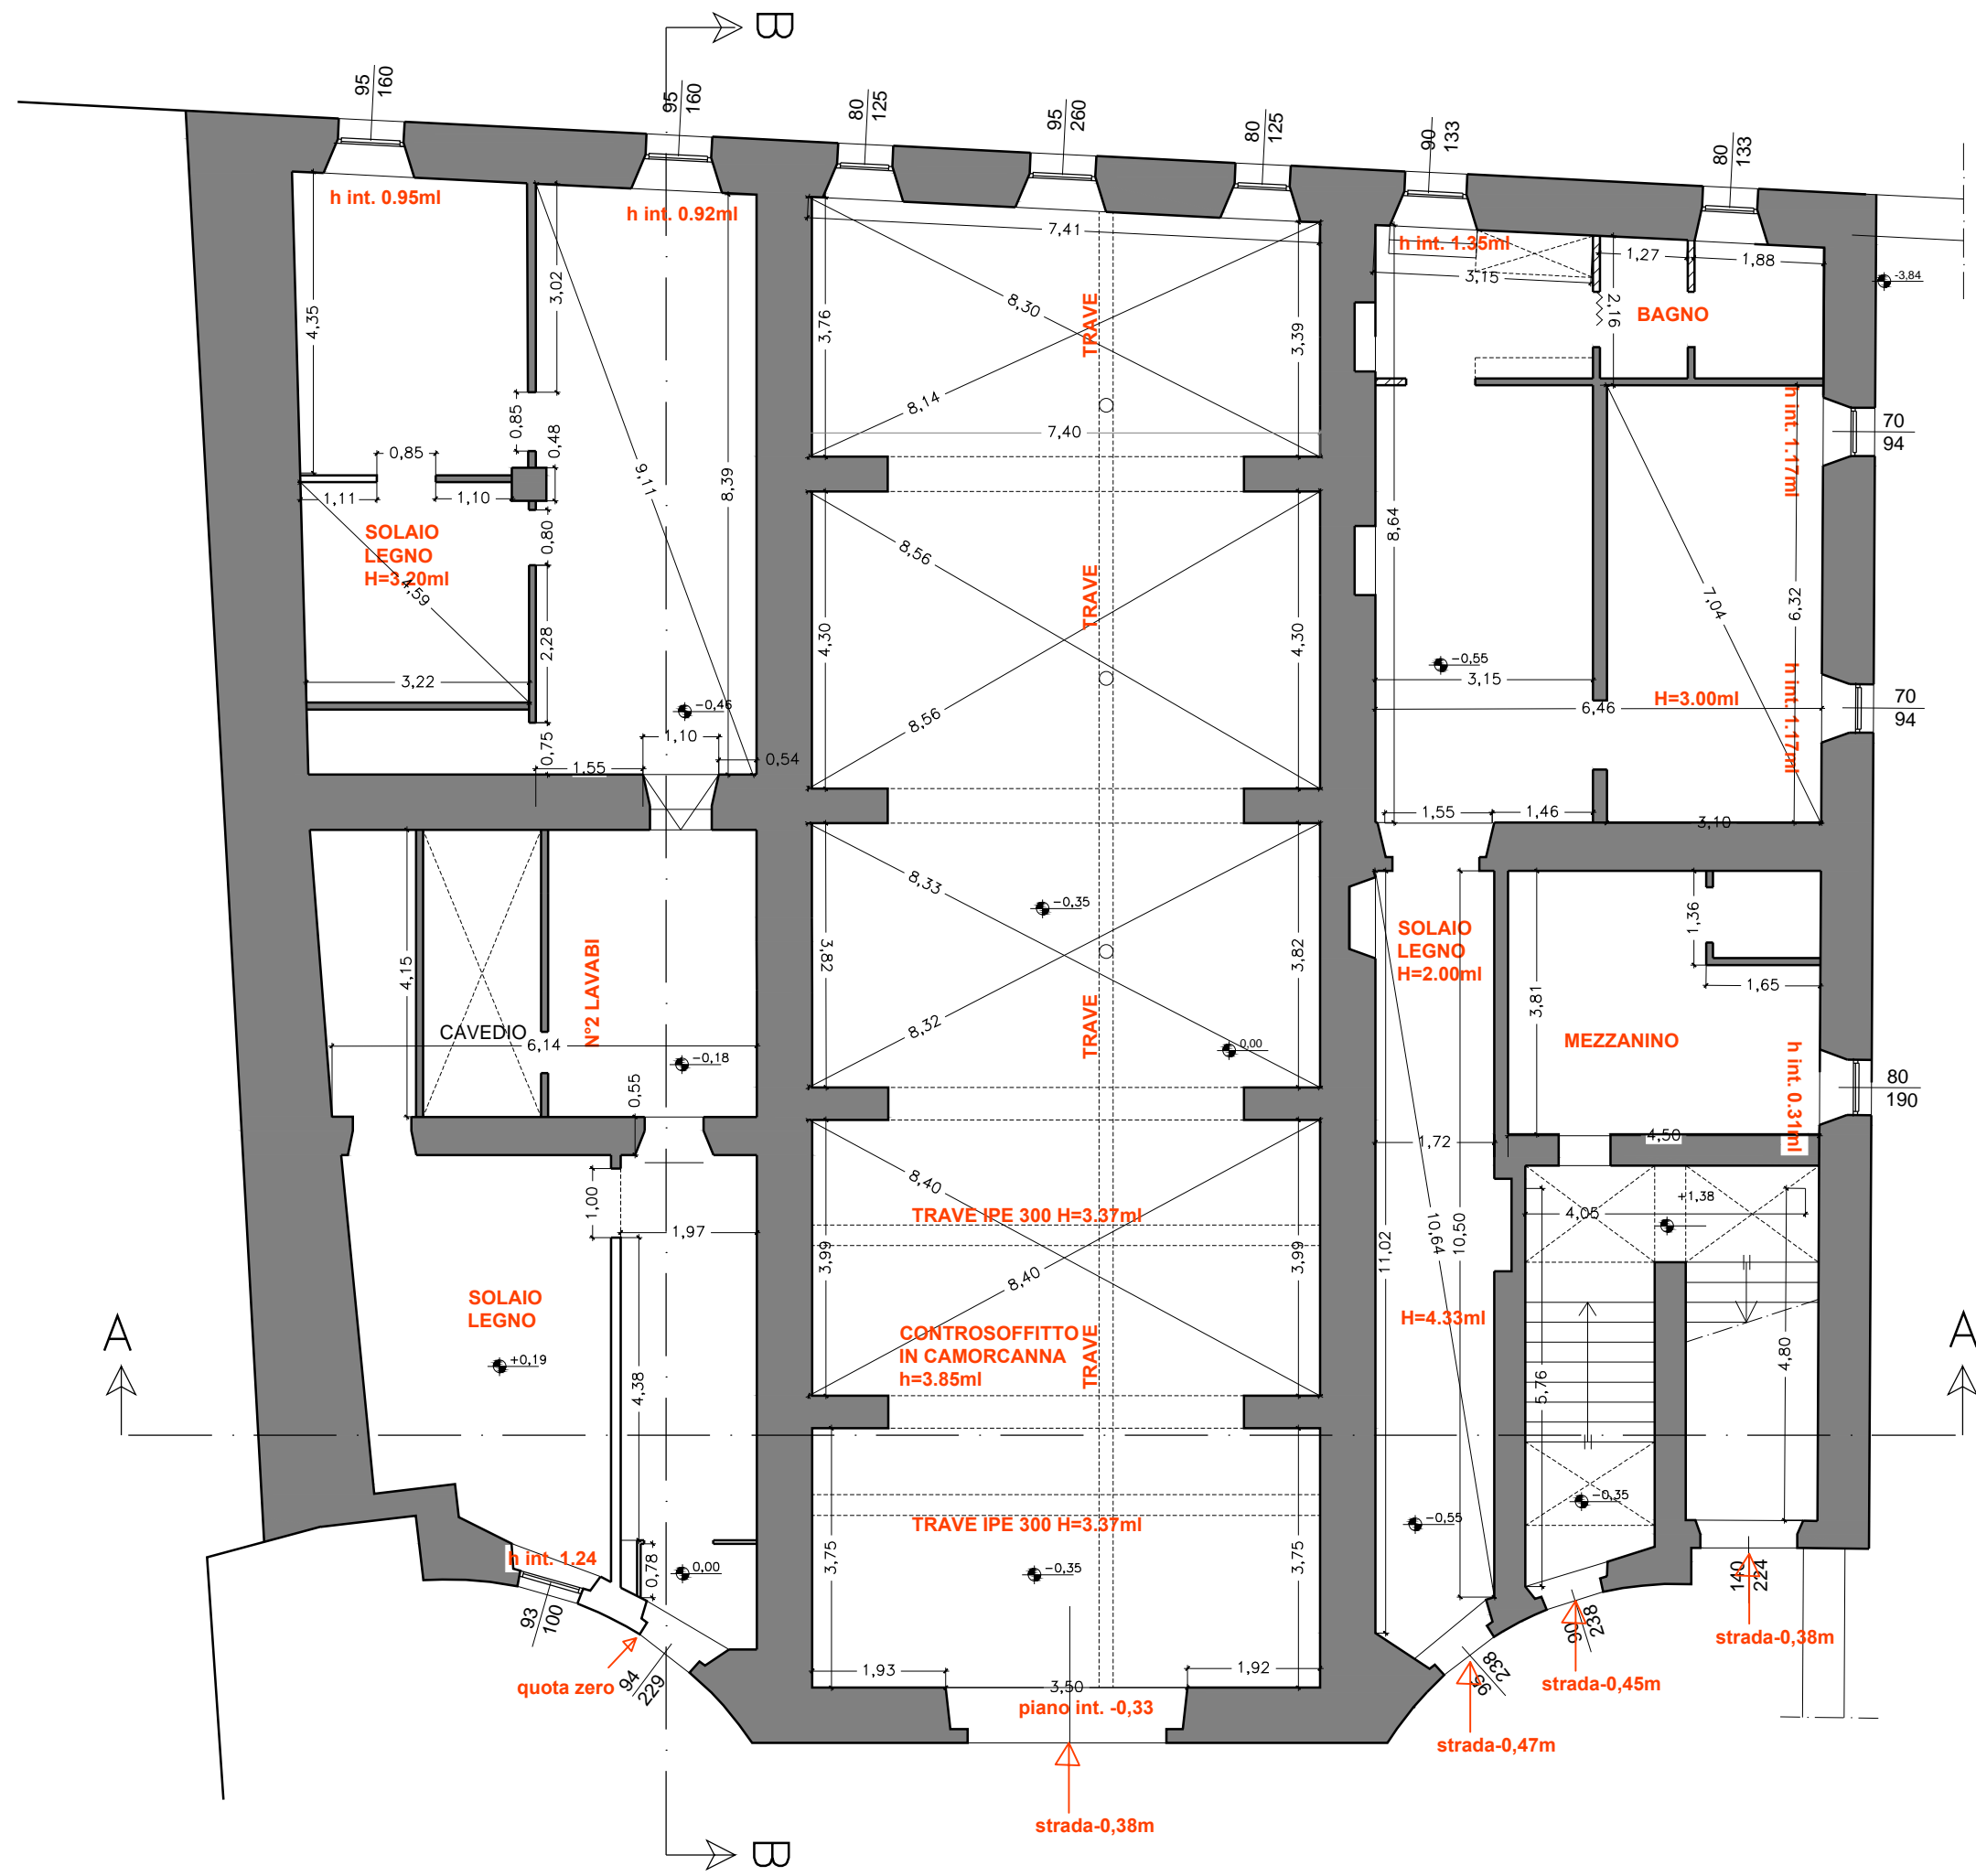 B
95
160
95
160
80
125
95
260
80
125
90
133
80
133
h int. 0.95ml
h int. 0.92ml
h int. 1.35ml
7,41
1,27
1,88
3,15
-3,84
2,16
BAGNO
4,35
3,02
3,76
8,30
TRAVE
3,39
8,14
7,40
0,85
0,48
0,85
1,11
1,10
9,11
8,39
h int. 1.17ml
70
94
SOLAIO
LEGNO
H=3.20ml
4,59
0,80
2,28
3,22
0,75
-0,46
1,10
1,55
0,54
8,56
TRAVE
4,30
4,30
8,56
8,64
-0,55
3,15
6,46
H=3.00ml
7,04
6,32
h int. 1.17ml
70
94
1,55
1,46
3,10
8,33
3,82
3,82
-0,35
8,32
TRAVE
0,00
4,15
CAVEDIO
6,14
N°2 LAVABI
-0,18
0,55
SOLAIO
LEGNO
H=2.00ml
3,81
1,36
1,65
MEZZANINO
h int. 0.31ml
80
190
4,50
1,72
1,00
1,97
8,40
TRAVE IPE 300 H=3.37ml
3,99
3,99
8,40
11,02
10,64
10,50
4,05
+1,38
SOLAIO
LEGNO
+0,19
4,38
CONTROSOFFITTO
IN CAMORCANNA
h=3.85ml
TRAVE
H=4.33ml
5,76
4,80
A
A
TRAVE IPE 300 H=3.37ml
-0,55
-0,35
h int. 1.24
0,78
0,00
3,75
-0,35
3,75
93
100
94
229
quota zero
1,93
3,50
1,92
piano int. -0,33
95
238
90
238
140
224
strada-0,38m
strada-0,45m
strada-0,47m
strada-0,38m
B